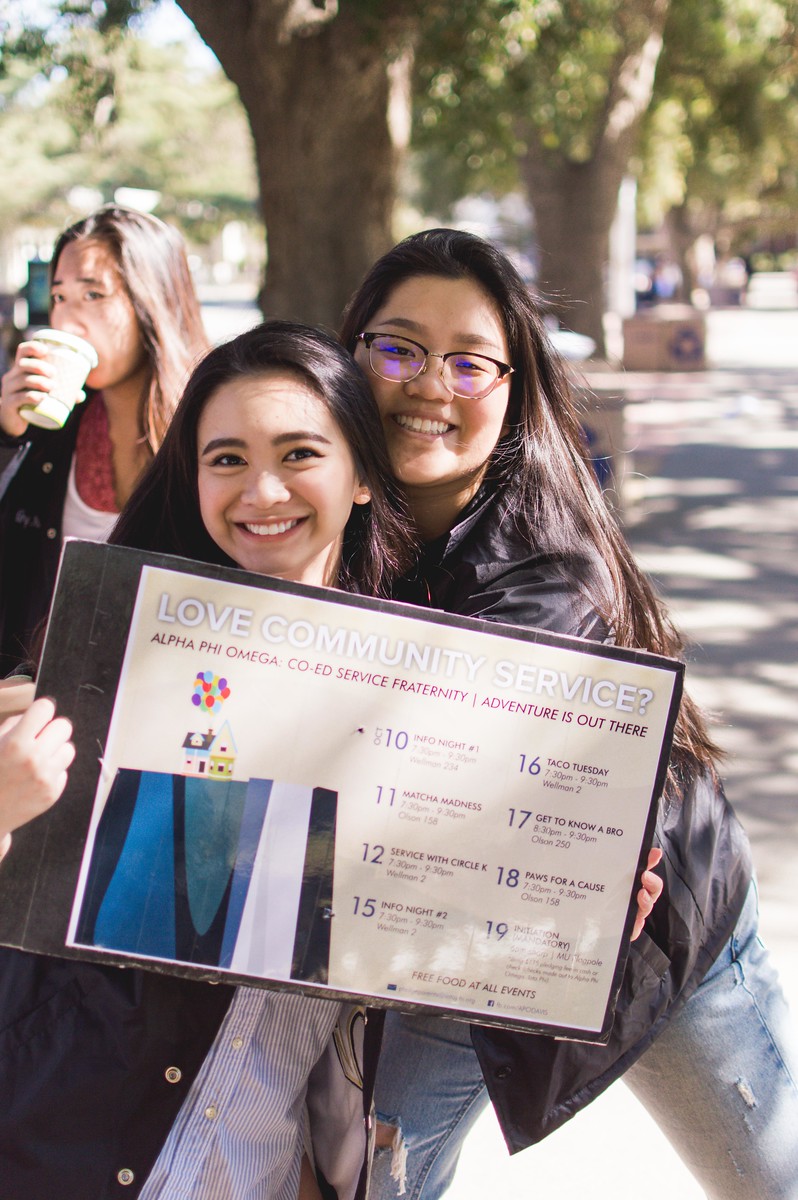 LOVE COMMUNITY SERVICE?
ALPHA PHI OMEGA: CO-ED SERVICE FRATERNITY | ADVENTURE IS OUT THERE
OCT 10 INFO NIGHT #1
7:30pm - 9:30pm
Wellman 234
11 MATCHA MADNESS
7:30pm - 9:30pm
Olson 158
12 SERVICE WITH CIRCLE K
7:30pm - 9:30pm
Wellman 2
15 INFO NIGHT #2
7:30pm - 9:30pm
Wellman 2
16 TACO TUESDAY
7:30pm - 9:30pm
Wellman 2
17 GET TO KNOW A BRO
8:30pm - 9:30pm
Olson 250
18 PAWS FOR A CAUSE
7:30pm - 9:30pm
Olson 158
19 INITIATION
(MANDATORY)
FREE FOOD AT ALL EVENTS